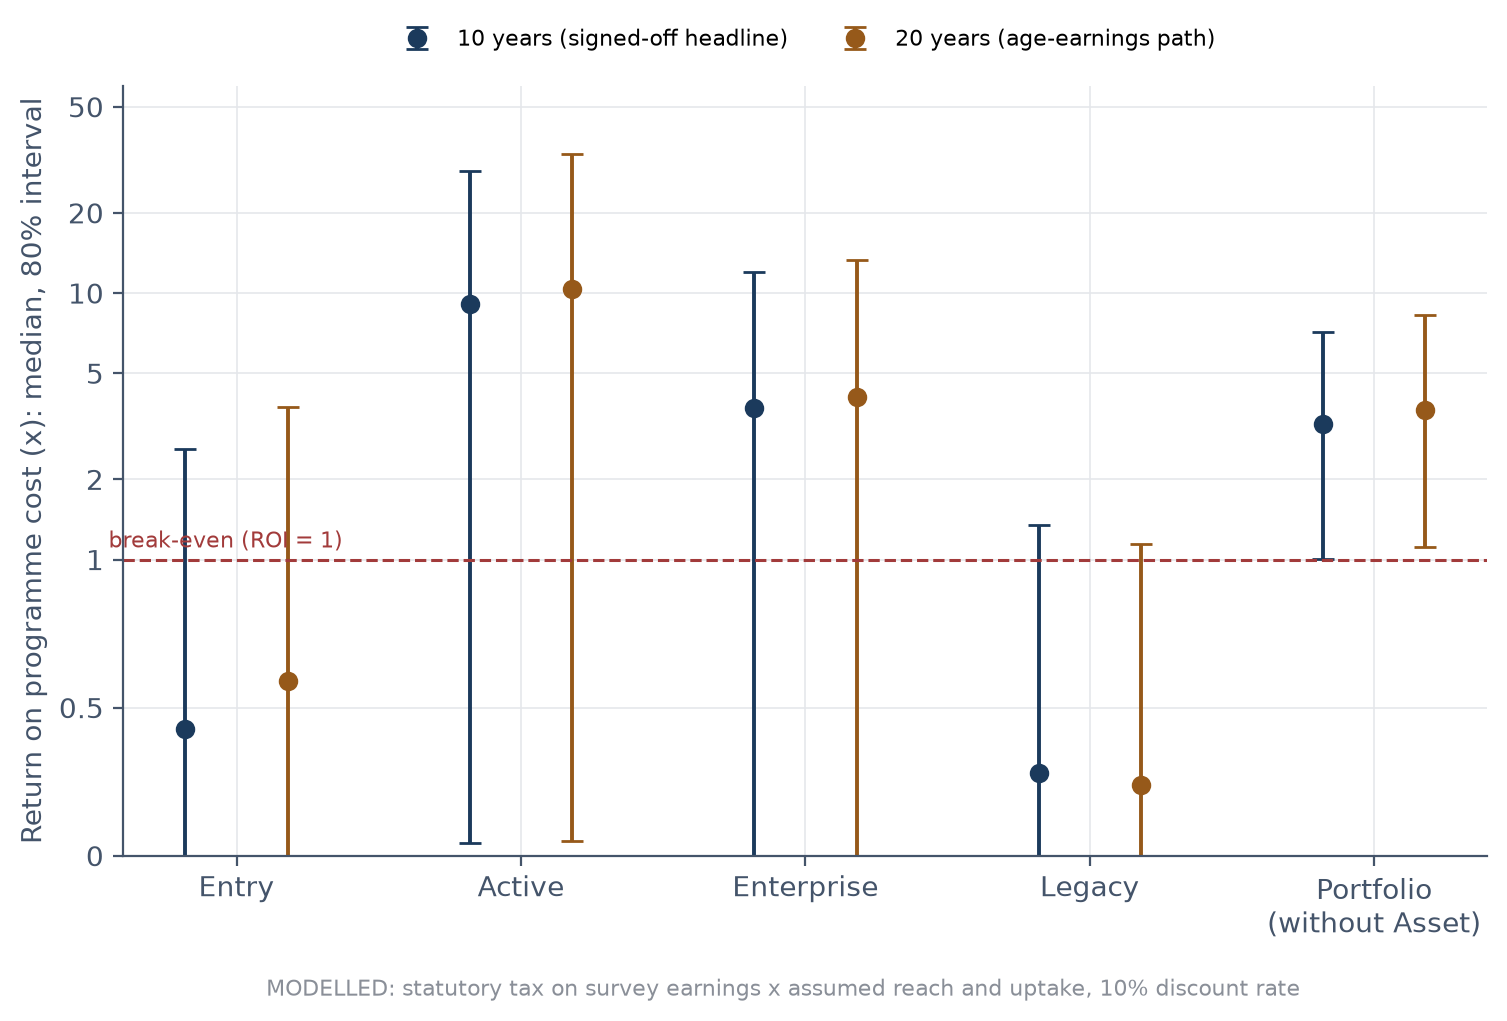 10 years (signed-off headline)
20 years (age-earnings path)
Return on programme cost (x): median, 80% interval
50
20
10
5
2
1
0.5
0
break-even (ROI = 1)
Entry
Active
Enterprise
Legacy
Portfolio
(without Asset)
MODELLED: statutory tax on survey earnings x assumed reach and uptake, 10% discount rate